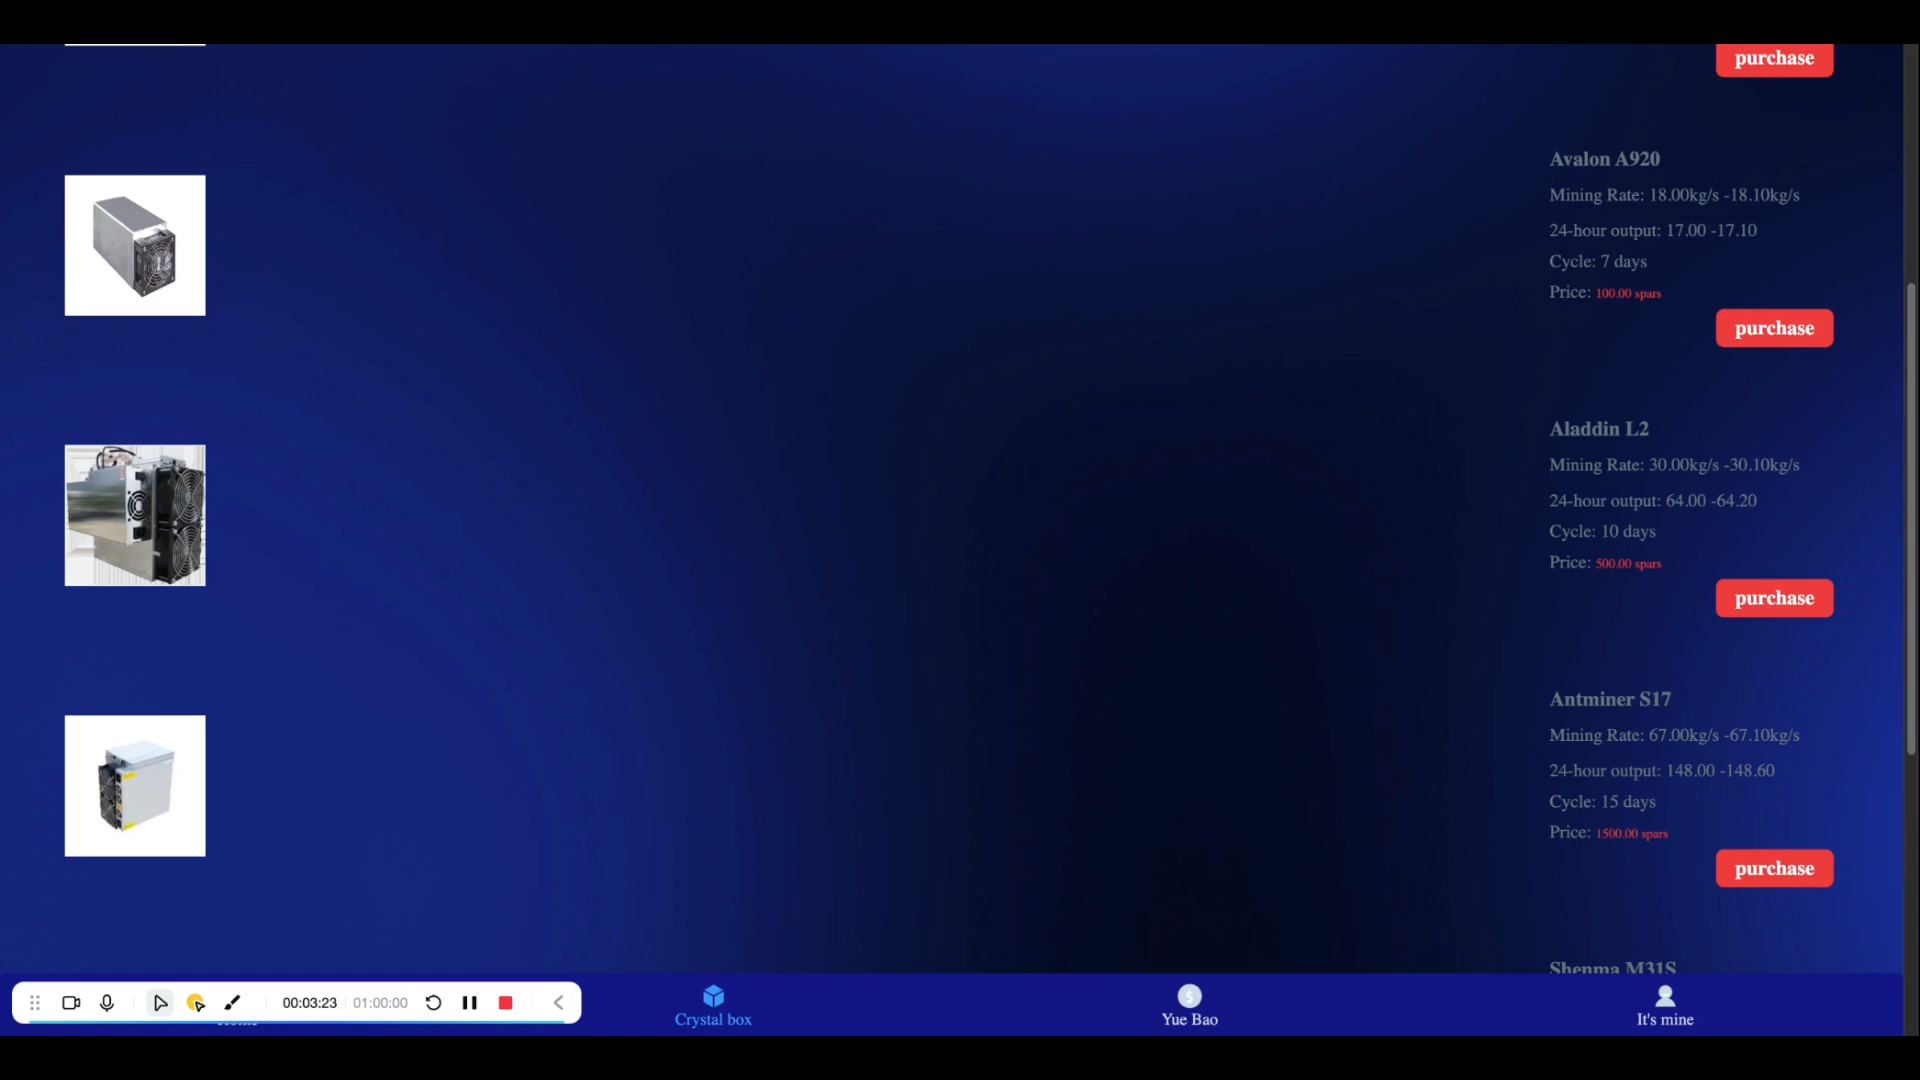 purchase
Avalon A920
Mining Rate: 18.00kg/s -18.10kg/s
24-hour output: 17.00 -17.10
Cycle: 7 days
Price: 100.00 spars
purchase
Aladdin L2
Mining Rate: 30.00kg/s -30.10kg/s
24-hour output: 64.00 -64.20
Cycle: 10 days
Price: 500.00 spars
purchase
Antminer S17
Mining Rate: 67.00kg/s -67.10kg/s
24-hour output: 148.00 -148.60
Cycle: 15 days
Price: 1500.00 spars
purchase
Shenma M31S
00:03:23 01:00:00
Crystal box
Yue Bao
It's mine